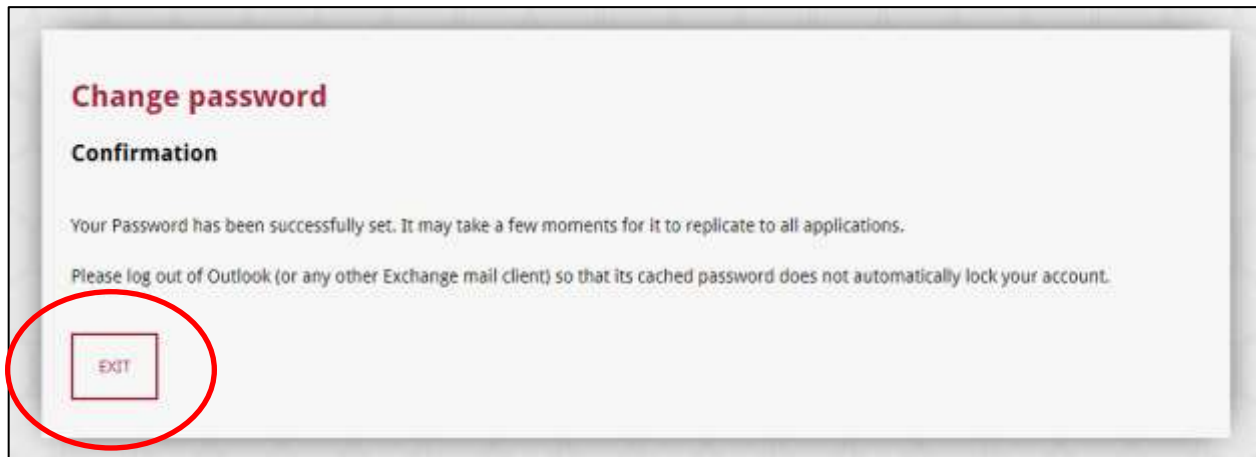 Change password
Confirmation
Your Password has been successfully set. It may take a few moments for it to replicate to all applications.
Please log out of Outlook (or any other Exchange mail client) so that its cached password does not automatically lock your account.
EXIT